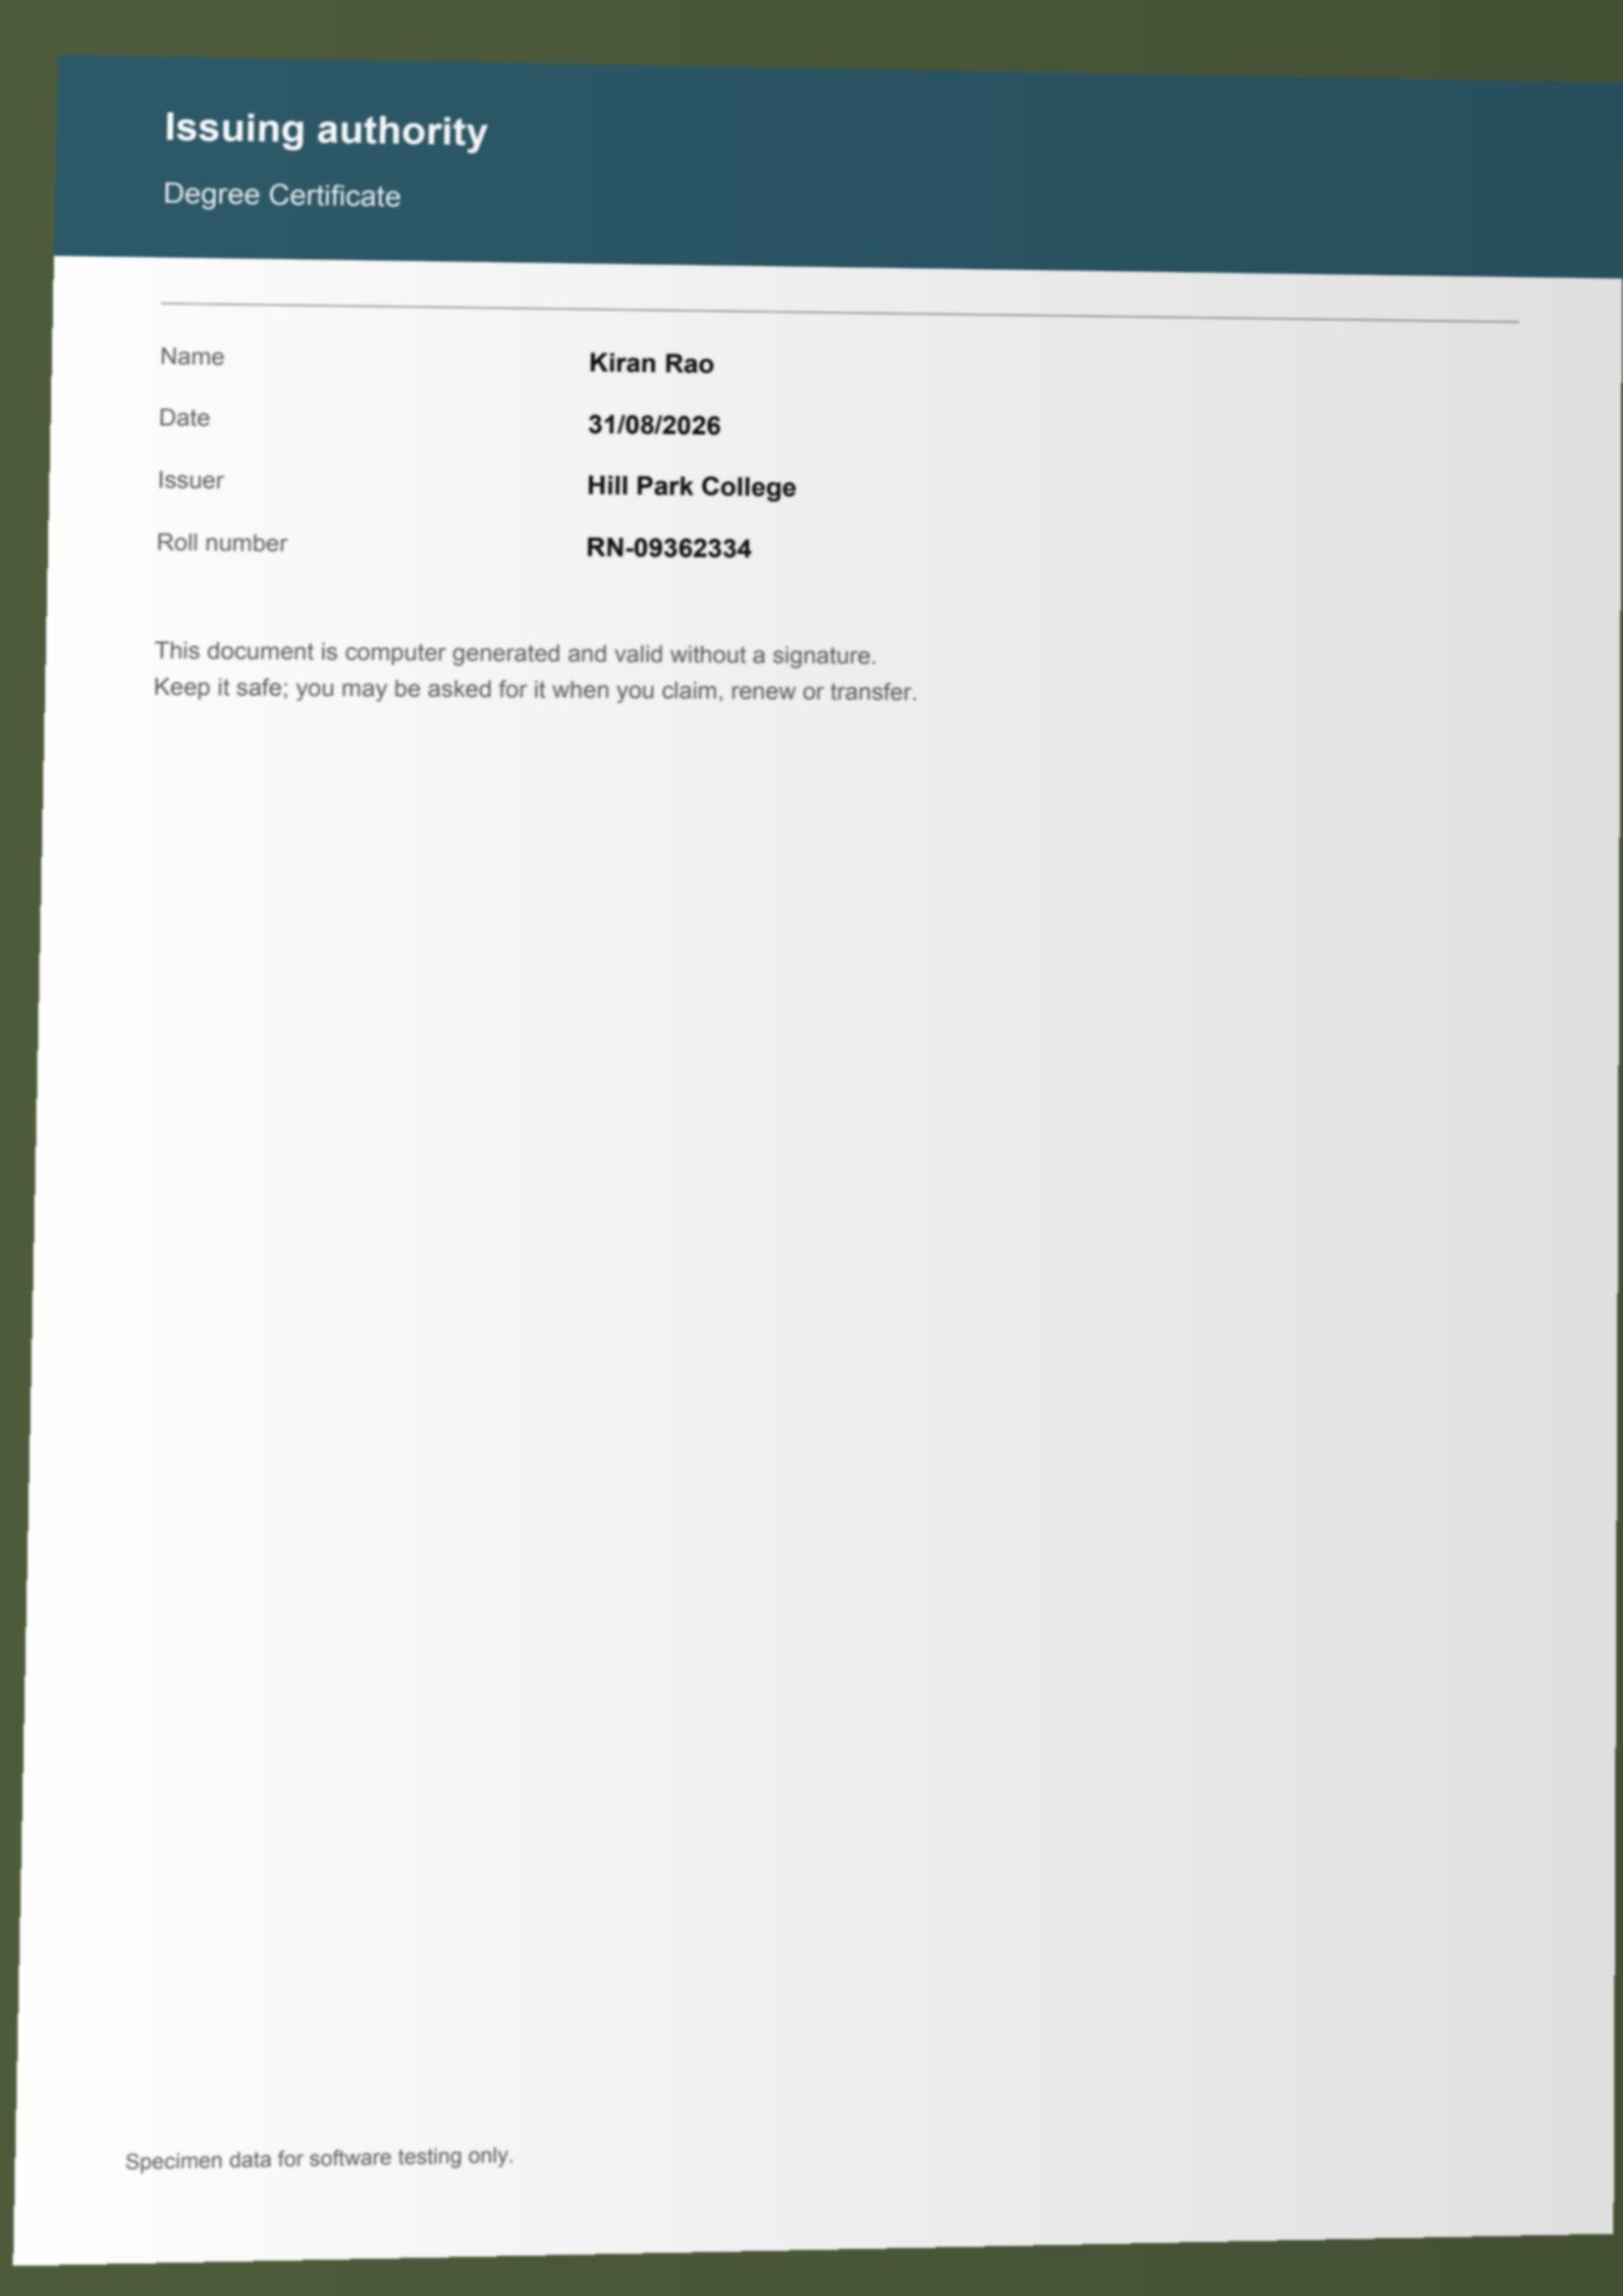 Issuing authority
Degree Certificate
Name Kiran Rao
Date 31/08/2026
Issuer Hill Park College
Roll number RN-09362334
This document is computer generated and valid without a signature.
Keep it safe; you may be asked for it when you claim, renew or transfer.
Specimen data for software testing only.